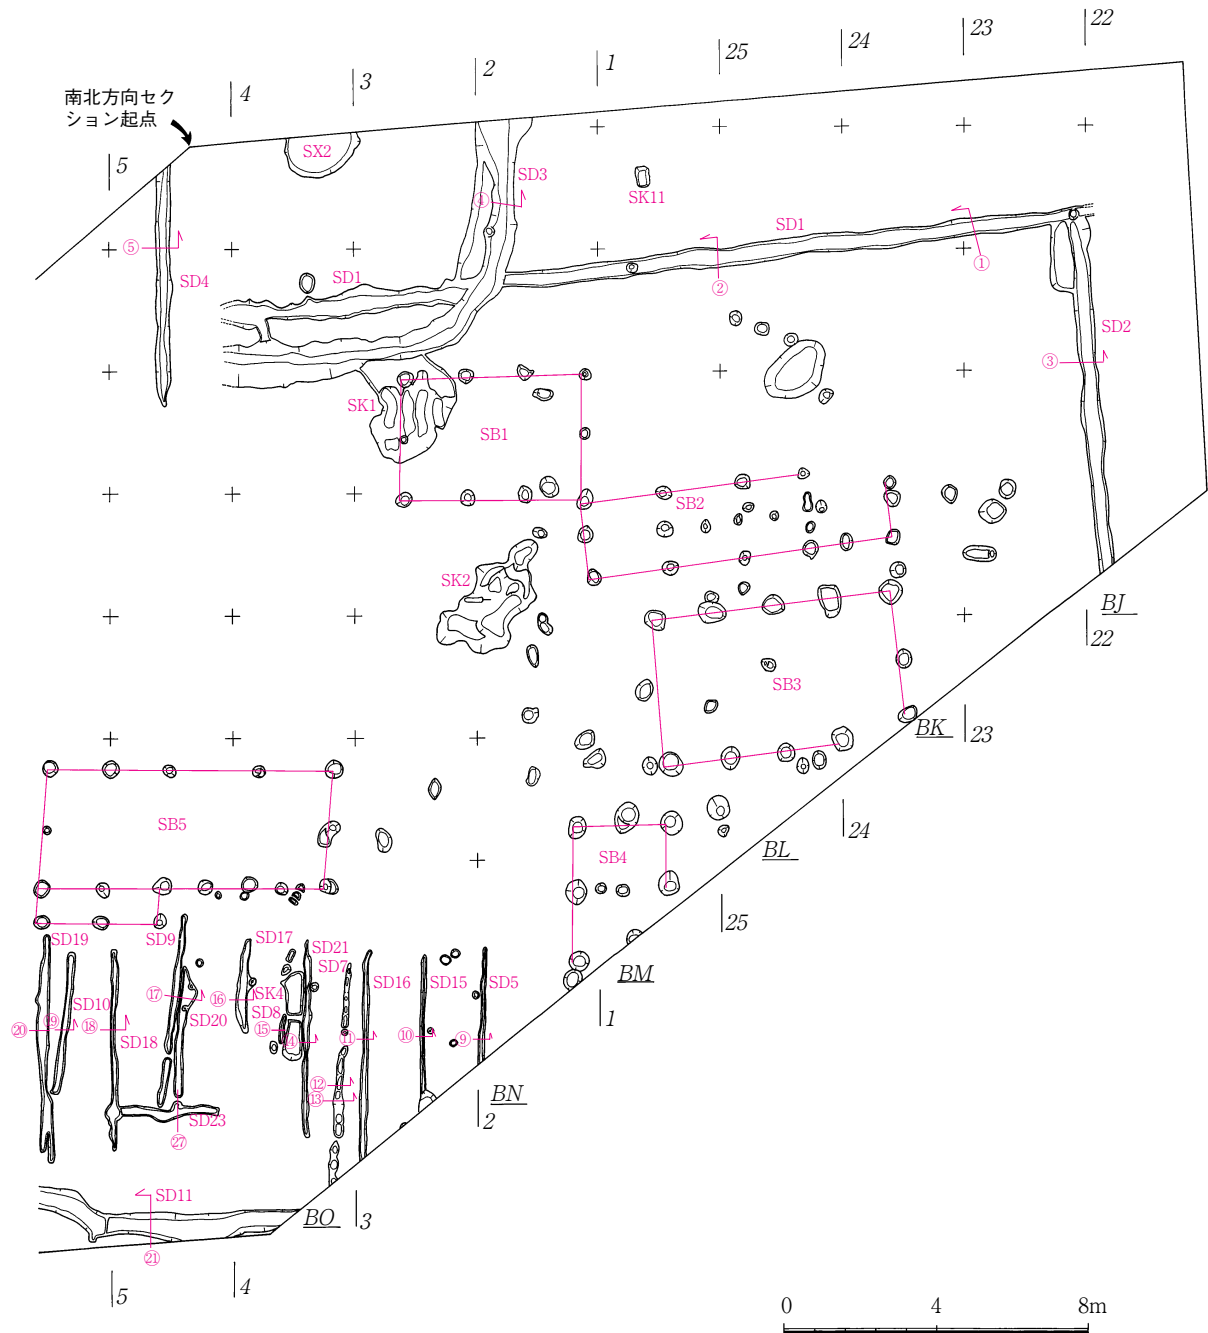 22
23
24
25
1
2
3
4
5
南北方向セク
ション起点
SX2
SD3
④
SK11
SD1
①
⑤
SD4
SD1
②
③
SD2
SK1
SB1
SB2
SK2
BJ
22
SB3
BK
23
SB5
24
BL
SB4
25
BM
1
SD19
SD9
SD17
SD21
SD7
SD16
SD15
SD5
⑰
⑯
SK4
SD10
SD20
SD8
⑳
⑲
⑱
⑮
⑭
⑪
⑩
⑨
SD18
⑫
⑬
BN
2
SD23
㉗
SD11
BO
3
㉑
5
4
0 4 8m